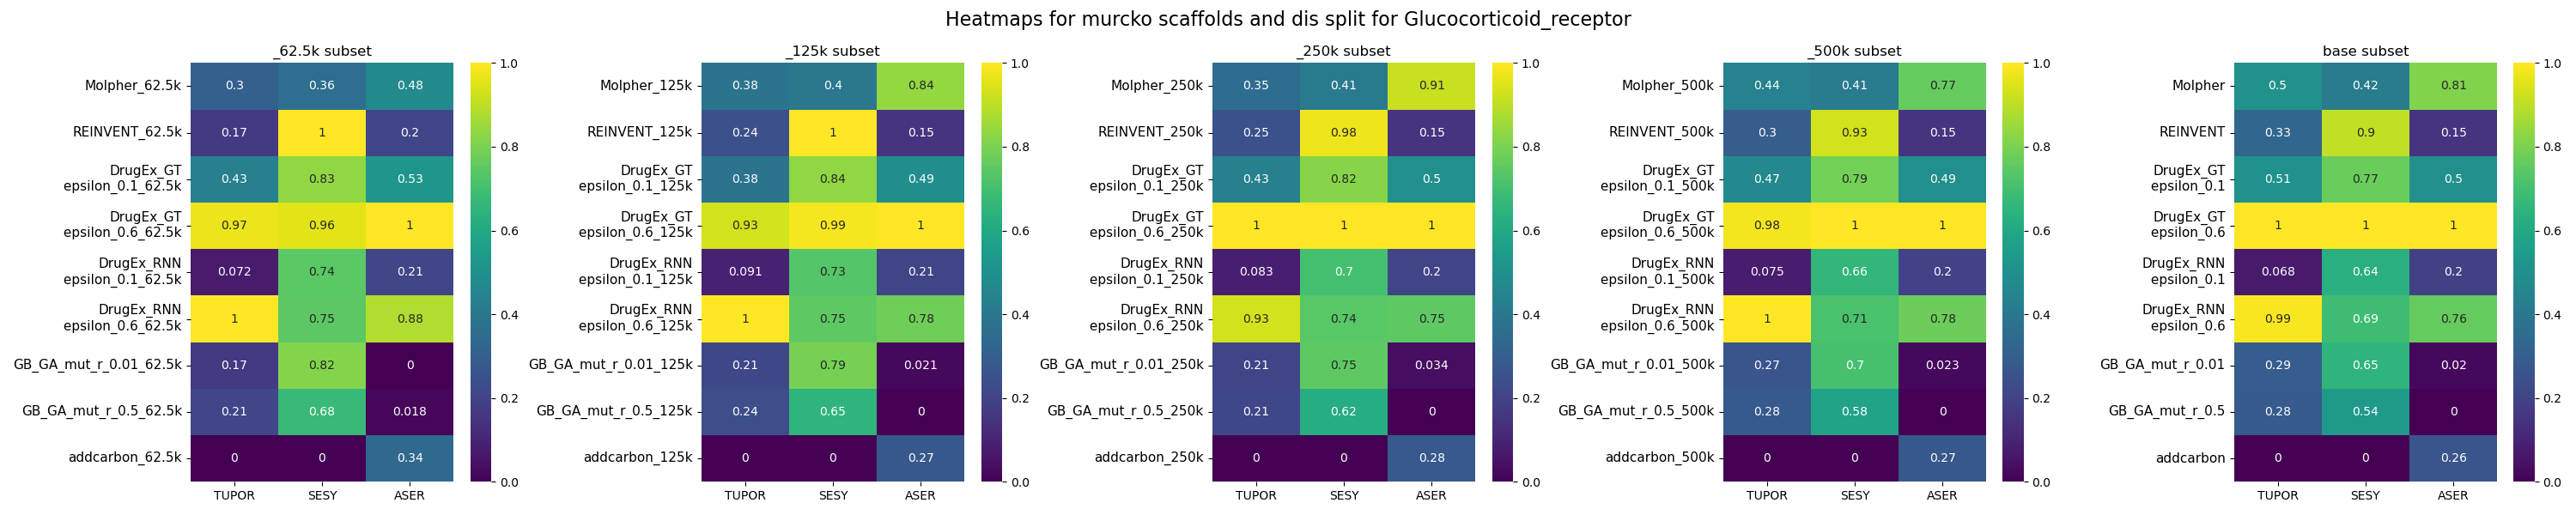 Heatmaps for murcko scaffolds and dis split for Glucocorticoid_receptor
_62.5k subset
Molpher_62.5k 0.3 0.36 0.48
REINVENT_62.5k 0.17 1 0.2
DrugEx_GT
epsilon_0.1_62.5k 0.43 0.83 0.53
DrugEx_GT
epsilon_0.6_62.5k 0.97 0.96 1
DrugEx_RNN
epsilon_0.1_62.5k 0.072 0.74 0.21
DrugEx_RNN
epsilon_0.6_62.5k 1 0.75 0.88
GB_GA_mut_r_0.01_62.5k 0.17 0.82 0
GB_GA_mut_r_0.5_62.5k 0.21 0.68 0.018
addcarbon_62.5k 0 0 0.34
TUPOR SESY ASER
1.0
0.8
0.6
0.4
0.2
0.0
_125k subset
Molpher_125k 0.38 0.4 0.84
REINVENT_125k 0.24 1 0.15
DrugEx_GT
epsilon_0.1_125k 0.38 0.84 0.49
DrugEx_GT
epsilon_0.6_125k 0.93 0.99 1
DrugEx_RNN
epsilon_0.1_125k 0.091 0.73 0.21
DrugEx_RNN
epsilon_0.6_125k 1 0.75 0.78
GB_GA_mut_r_0.01_125k 0.21 0.79 0.021
GB_GA_mut_r_0.5_125k 0.24 0.65 0
addcarbon_125k 0 0 0.27
TUPOR SESY ASER
1.0
0.8
0.6
0.4
0.2
0.0
_250k subset
Molpher_250k 0.35 0.41 0.91
REINVENT_250k 0.25 0.98 0.15
DrugEx_GT
epsilon_0.1_250k 0.43 0.82 0.5
DrugEx_GT
epsilon_0.6_250k 1 1 1
DrugEx_RNN
epsilon_0.1_250k 0.083 0.7 0.2
DrugEx_RNN
epsilon_0.6_250k 0.93 0.74 0.75
GB_GA_mut_r_0.01_250k 0.21 0.75 0.034
GB_GA_mut_r_0.5_250k 0.21 0.62 0
addcarbon_250k 0 0 0.28
TUPOR SESY ASER
1.0
0.8
0.6
0.4
0.2
0.0
_500k subset
Molpher_500k 0.44 0.41 0.77
REINVENT_500k 0.3 0.93 0.15
DrugEx_GT
epsilon_0.1_500k 0.47 0.79 0.49
DrugEx_GT
epsilon_0.6_500k 0.98 1 1
DrugEx_RNN
epsilon_0.1_500k 0.075 0.66 0.2
DrugEx_RNN
epsilon_0.6_500k 1 0.71 0.78
GB_GA_mut_r_0.01_500k 0.27 0.7 0.023
GB_GA_mut_r_0.5_500k 0.28 0.58 0
addcarbon_500k 0 0 0.27
TUPOR SESY ASER
1.0
0.8
0.6
0.4
0.2
0.0
base subset
Molpher 0.5 0.42 0.81
REINVENT 0.33 0.9 0.15
DrugEx_GT
epsilon_0.1 0.51 0.77 0.5
DrugEx_GT
epsilon_0.6 1 1 1
DrugEx_RNN
epsilon_0.1 0.068 0.64 0.2
DrugEx_RNN
epsilon_0.6 0.99 0.69 0.76
GB_GA_mut_r_0.01 0.29 0.65 0.02
GB_GA_mut_r_0.5 0.28 0.54 0
addcarbon 0 0 0.26
TUPOR SESY ASER
1.0
0.8
0.6
0.4
0.2
0.0